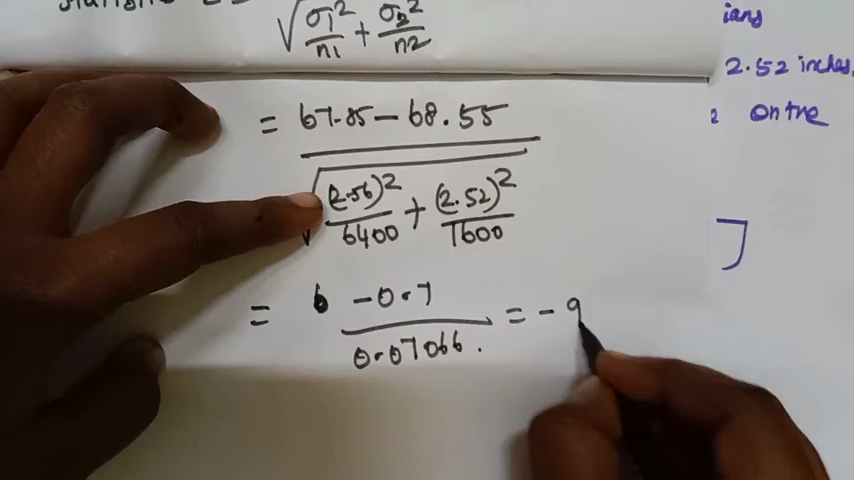 √ σ1²/n1 + σ2²/n2
ians
2.52 inches,
On the
= 67.85 - 68.55
√ (2.56)²/6400 + (2.52)²/1600
]
= 6 -0.7 / 0.07066. = - 9